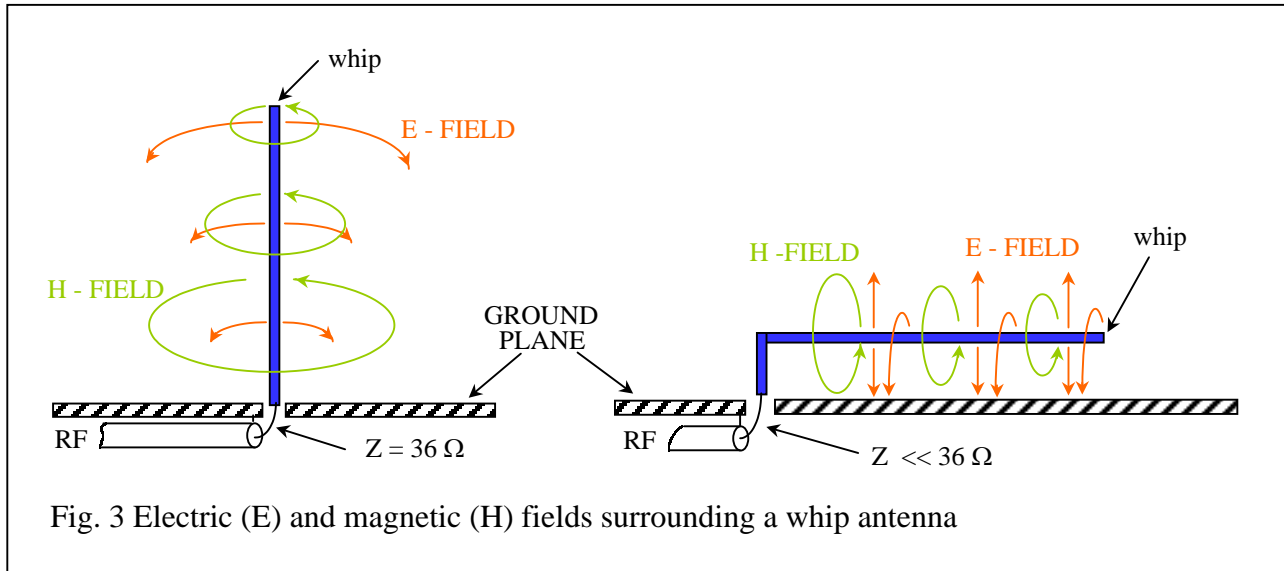 whip
E - FIELD
H - FIELD
GROUND
PLANE
RF
Z = 36 Ω
H -FIELD
E - FIELD
whip
RF
Z << 36 Ω
Fig. 3 Electric (E) and magnetic (H) fields surrounding a whip antenna